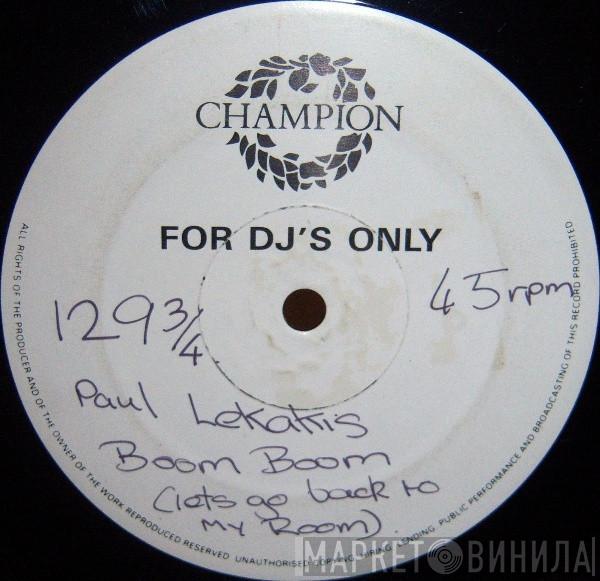 CHAMPION
FOR DJ'S ONLY
129 3/4
45rpm
Paul Lekakis
Boom Boom
(lets go back to
my Room).
ALL RIGHTS OF THE PRODUCER AND OF THE OWNER OF THE WORK REPRODUCED RESERVED UNAUTHORISED COPYING, HIRING, LENDING, PUBLIC PERFORMANCE AND BROADCASTING OF THIS RECORD PROHIBITED
МАРКЕТ ВИНИЛА!